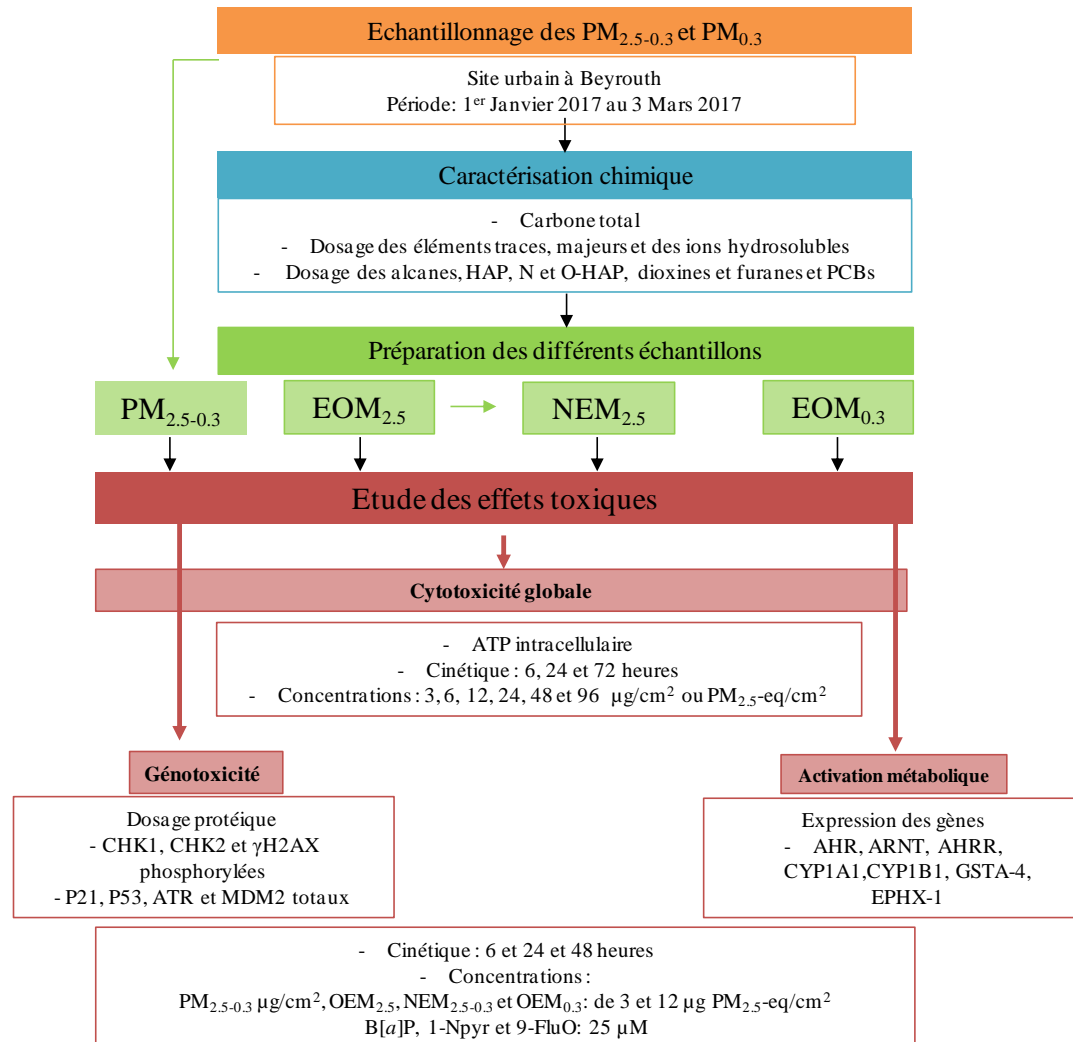 Echantillonnage des PM2.5-0.3 et PM0.3
Site urbain à Beyrouth
Période: 1er Janvier 2017 au 3 Mars 2017
Caractérisation chimique
- Carbone total
- Dosage des éléments traces, majeurs et des ions hydrosolubles
- Dosage des alcanes, HAP, N et O-HAP, dioxines et furanes et PCBs
Préparation des différents échantillons
PM2.5-0.3
EOM2.5
NEM2.5
EOM0.3
Etude des effets toxiques
Cytotoxicité globale
- ATP intracellulaire
- Cinétique : 6, 24 et 72 heures
- Concentrations : 3, 6, 12, 24, 48 et 96 µg/cm² ou PM2.5-eq/cm²
Génotoxicité
Dosage protéique
- CHK1, CHK2 et γH2AX
phosphorylées
- P21, P53, ATR et MDM2 totaux
Activation métabolique
Expression des gènes
- AHR, ARNT, AHRR,
CYP1A1,CYP1B1, GSTA-4,
EPHX-1
- Cinétique : 6 et 24 et 48 heures
- Concentrations :
PM2.5-0.3 µg/cm², OEM2.5, NEM2.5-0.3 et OEM0.3: de 3 et 12 µg PM2.5-eq/cm²
B[a]P, 1-Npyr et 9-FluO: 25 µM